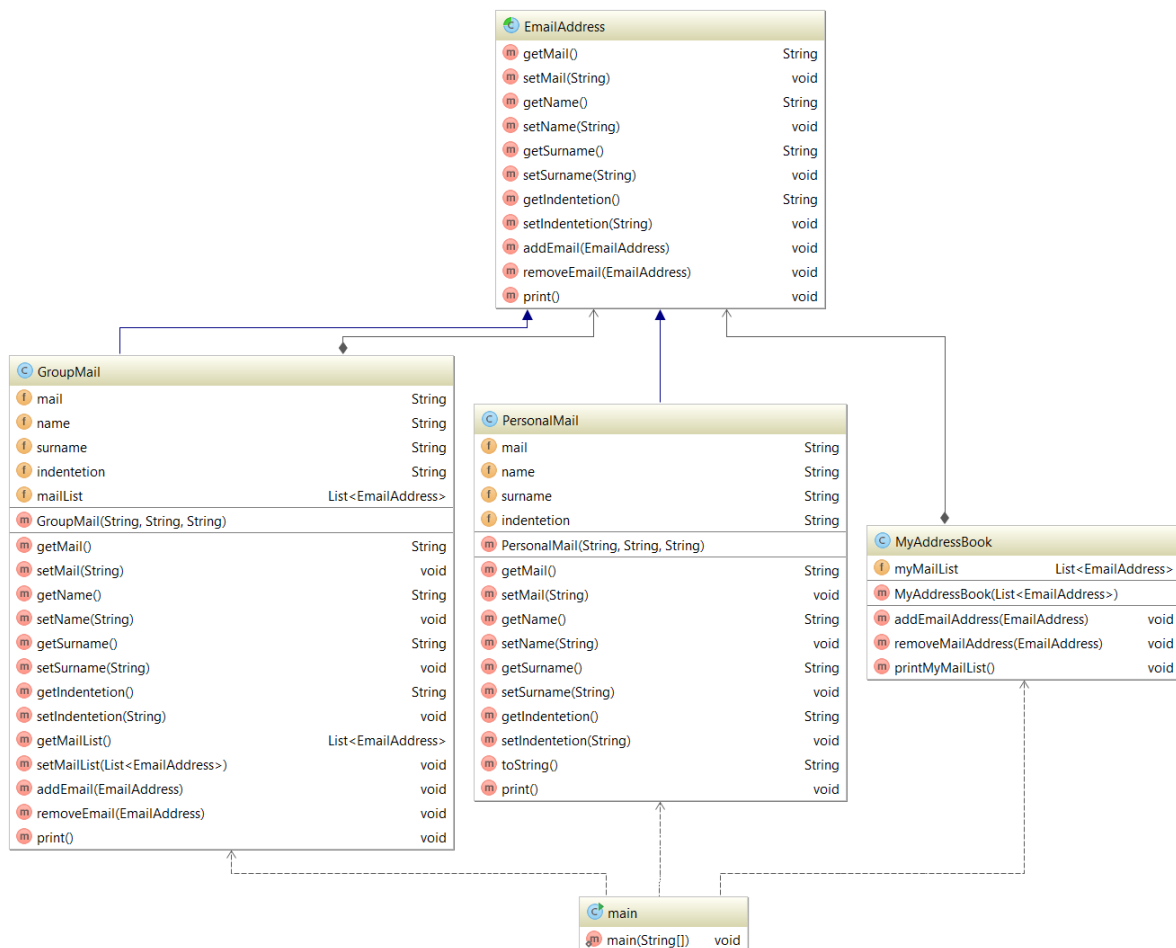 EmailAddress
getMail() String
setMail(String) void
getName() String
setName(String) void
getSurname() String
setSurname(String) void
getIndentetion() String
setIndentetion(String) void
addEmail(EmailAddress) void
removeEmail(EmailAddress) void
print() void
GroupMail
mail String
name String
surname String
indentetion String
mailList List<EmailAddress>
GroupMail(String, String, String)
getMail() String
setMail(String) void
getName() String
setName(String) void
getSurname() String
setSurname(String) void
getIndentetion() String
setIndentetion(String) void
getMailList() List<EmailAddress>
setMailList(List<EmailAddress>) void
addEmail(EmailAddress) void
removeEmail(EmailAddress) void
print() void
PersonalMail
mail String
name String
surname String
indentetion String
PersonalMail(String, String, String)
getMail() String
setMail(String) void
getName() String
setName(String) void
getSurname() String
setSurname(String) void
getIndentetion() String
setIndentetion(String) void
toString() String
print() void
MyAddressBook
myMailList List<EmailAddress>
MyAddressBook(List<EmailAddress>)
addEmailAddress(EmailAddress) void
removeMailAddress(EmailAddress) void
printMyMailList() void
main
main(String[]) void